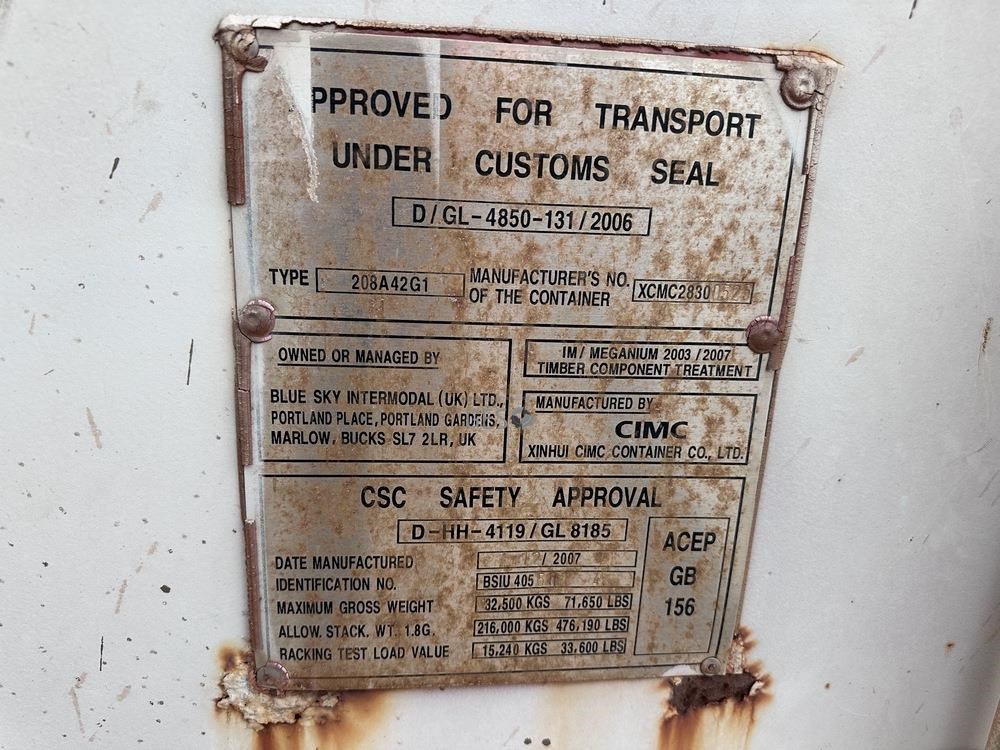 PPROVED FOR TRANSPORT
UNDER CUSTOMS SEAL
D/GL-4850-131/2006
TYPE 208A42G1
MANUFACTURER'S NO.
OF THE CONTAINER
OWNED OR MANAGED BY
BLUE SKY INTERMODAL (UK) LTD.,
PORTLAND PLACE, PORTLAND GARDENS,
MARLOW, BUCKS SL7 2LR, UK
IM/ MEGANIUM 2003 /2007
TIMBER COMPONENT TREATMENT
MANUFACTURED BY
CIMC
XINHUI CIMC CONTAINER CO., LTD.
CSC SAFETY APPROVAL
D-HH-4119/GL 8185
DATE MANUFACTURED / 2007
IDENTIFICATION NO. BSIU 405
MAXIMUM GROSS WEIGHT 32,500 KGS 71,650 LBS
ALLOW. STACK. WT. 1.8G. 216,000 KGS 476,190 LBS
RACKING TEST LOAD VALUE 15,240 KGS 33,600 LBS
ACEP
GB
156